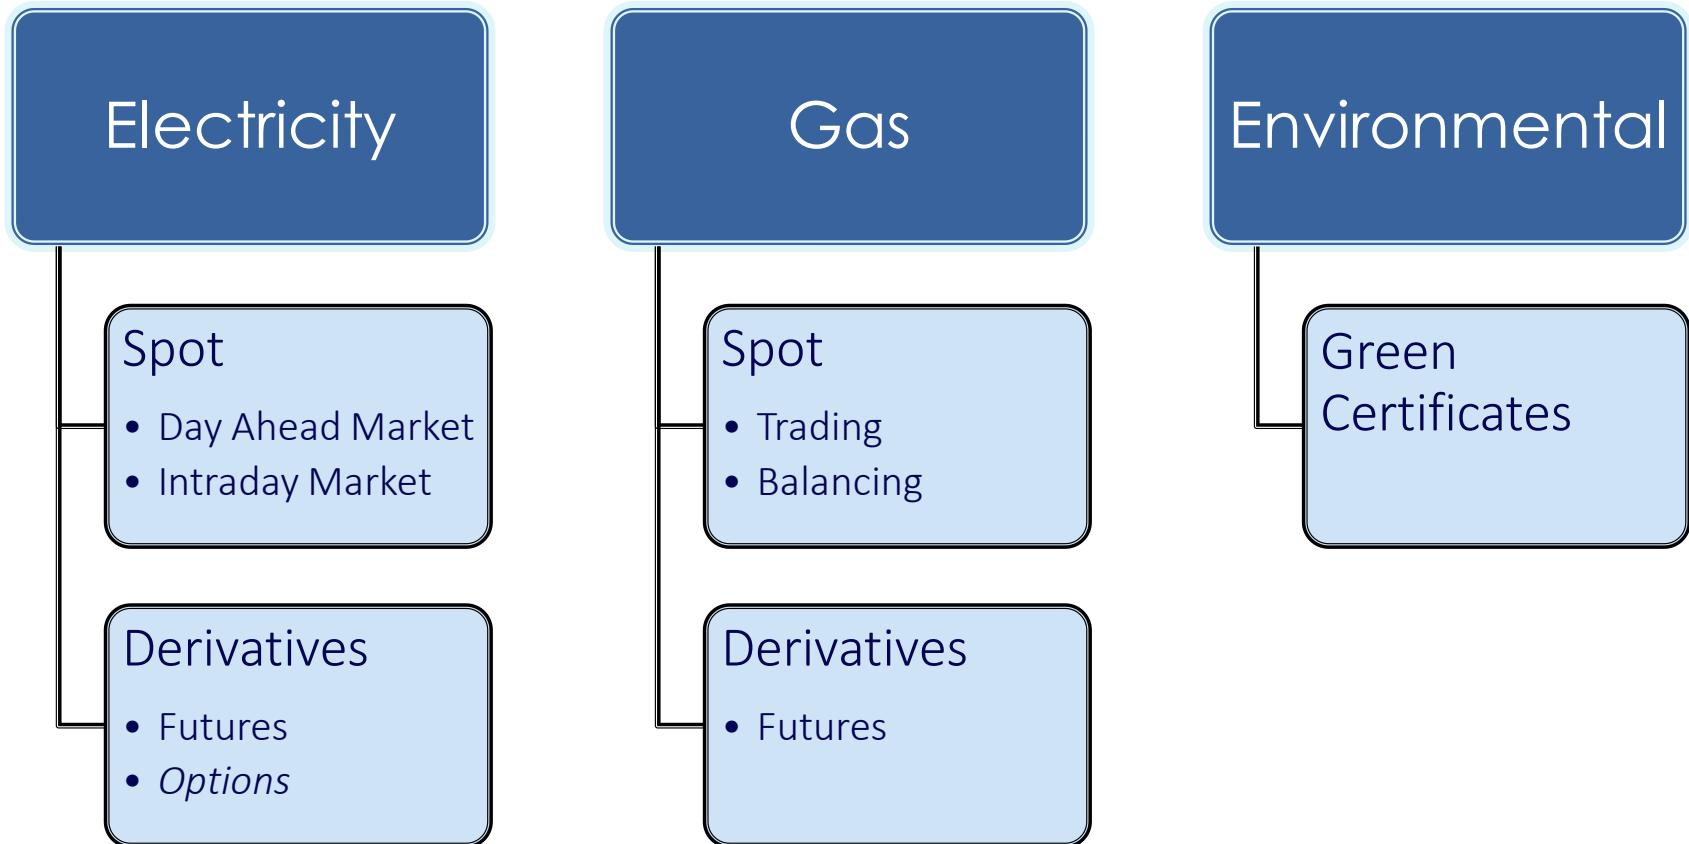 Electricity
Spot
• Day Ahead Market
• Intraday Market
Derivatives
• Futures
• Options
Gas
Spot
• Trading
• Balancing
Derivatives
• Futures
Environmental
Green
Certificates